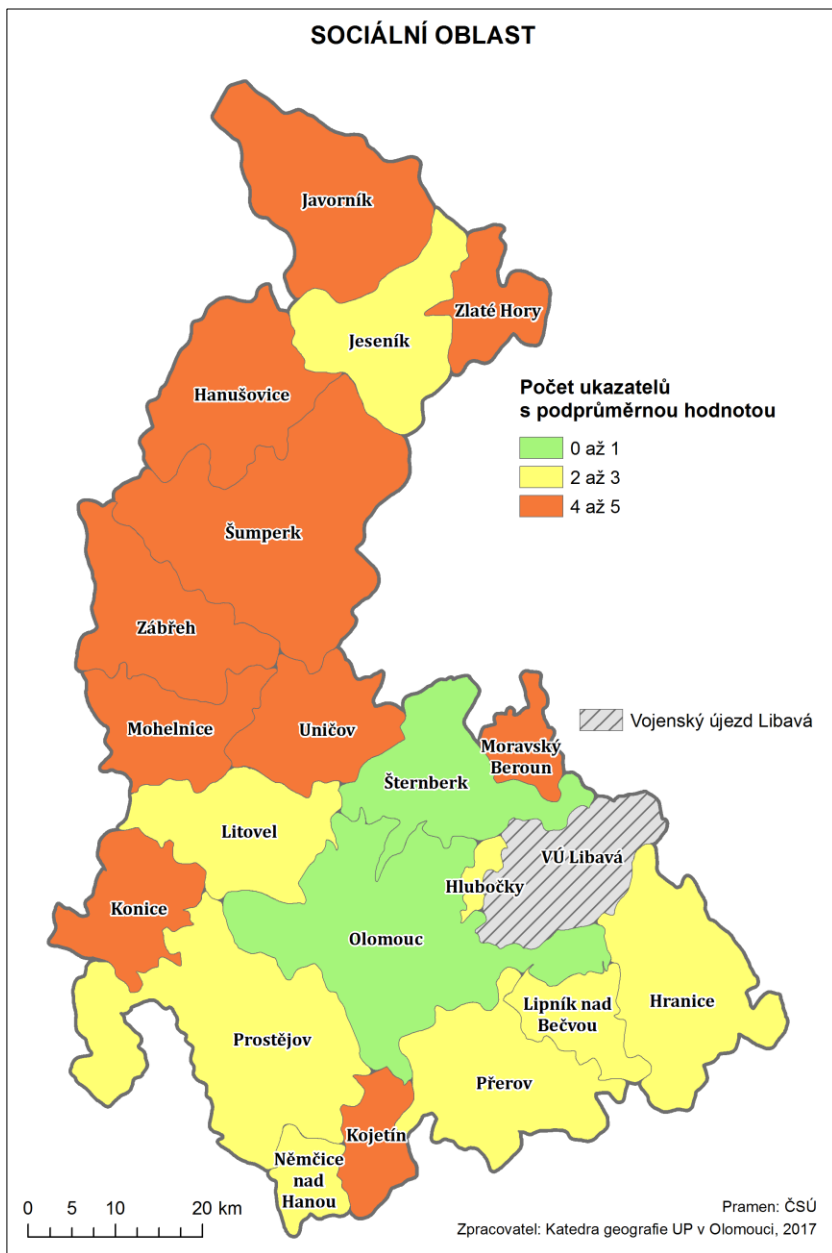 SOCIÁLNÍ OBLAST
Javorník
Zlaté Hory
Jeseník
Hanušovice
Počet ukazatelů
s podprůměrnou hodnotou
0 až 1
2 až 3
4 až 5
Šumperk
Zábřeh
Mohelnice
Uničov
Moravský
Beroun
Vojenský újezd Libavá
Šternberk
Litovel
VÚ Libavá
Hlubočky
Konice
Olomouc
Hranice
Lipník nad
Bečvou
Prostějov
Přerov
Kojetín
Němčice
nad
Hanou
0 5 10 20 km
Pramen: ČSÚ
Zpracovatel: Katedra geografie UP v Olomouci, 2017